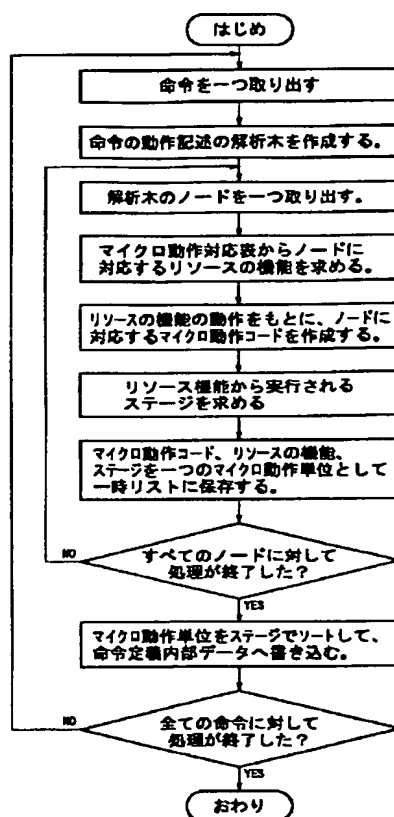 はじめ
命令を一つ取り出す
命令の動作記述の解析木を作成する。
解析木のノードを一つ取り出す。
マイクロ動作対応表からノードに
対応するリソースの機能を求める。
リソースの機能の動作をもとに、ノードに
対応するマイクロ動作コードを作成する。
リソース機能から実行される
ステージを求める
マイクロ動作コード、リソースの機能、
ステージを一つのマイクロ動作単位として
一時リストに保存する。
すべてのノードに対して
処理が終了した?
NO
YES
マイクロ動作単位をステージでソートして、
命令定義内部データへ書き込む。
全ての命令に対して
処理が終了した?
NO
YES
おわり